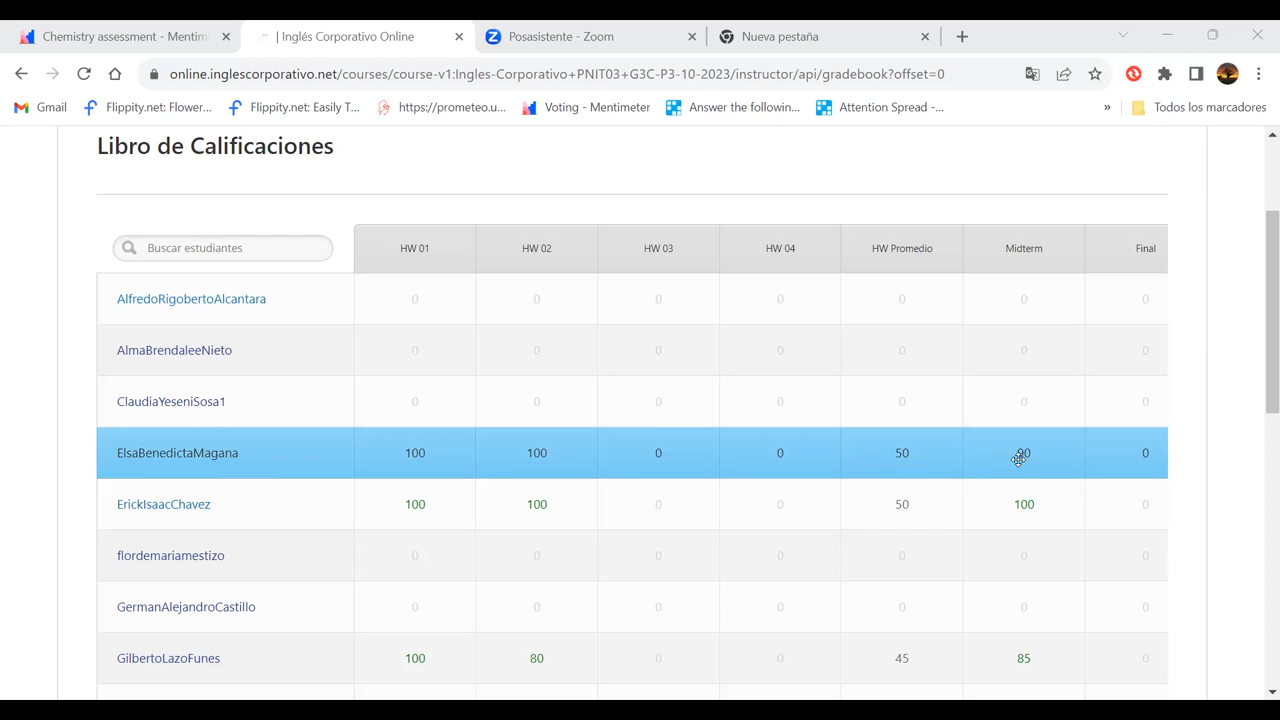 Chemistry assessment - Mentim
| Inglés Corporativo Online
Posasistente - Zoom
Nueva pestaña
online.inglescorporativo.net/courses/course-v1:Ingles-Corporativo+PNIT03+G3C-P3-10-2023/instructor/api/gradebook?offset=0
Gmail
Flippity.net: Flower...
Flippity.net: Easily T...
https://prometeo.u...
Voting - Mentimeter
Answer the followin...
Attention Spread -...
»
Todos los marcadores
Libro de Calificaciones
Buscar estudiantes HW 01 HW 02 HW 03 HW 04 HW Promedio Midterm Final
AlfredoRigobertoAlcantara 0 0 0 0 0 0 0
AlmaBrendaleeNieto 0 0 0 0 0 0 0
ClaudiaYeseniSosa1 0 0 0 0 0 0 0
ElsaBenedictaMagana 100 100 0 0 50 0
ErickIsaacChavez 100 100 0 0 50 100 0
flordemariamestizo 0 0 0 0 0 0 0
GermanAlejandroCastillo 0 0 0 0 0 0 0
GilbertoLazoFunes 100 80 0 0 45 85 0